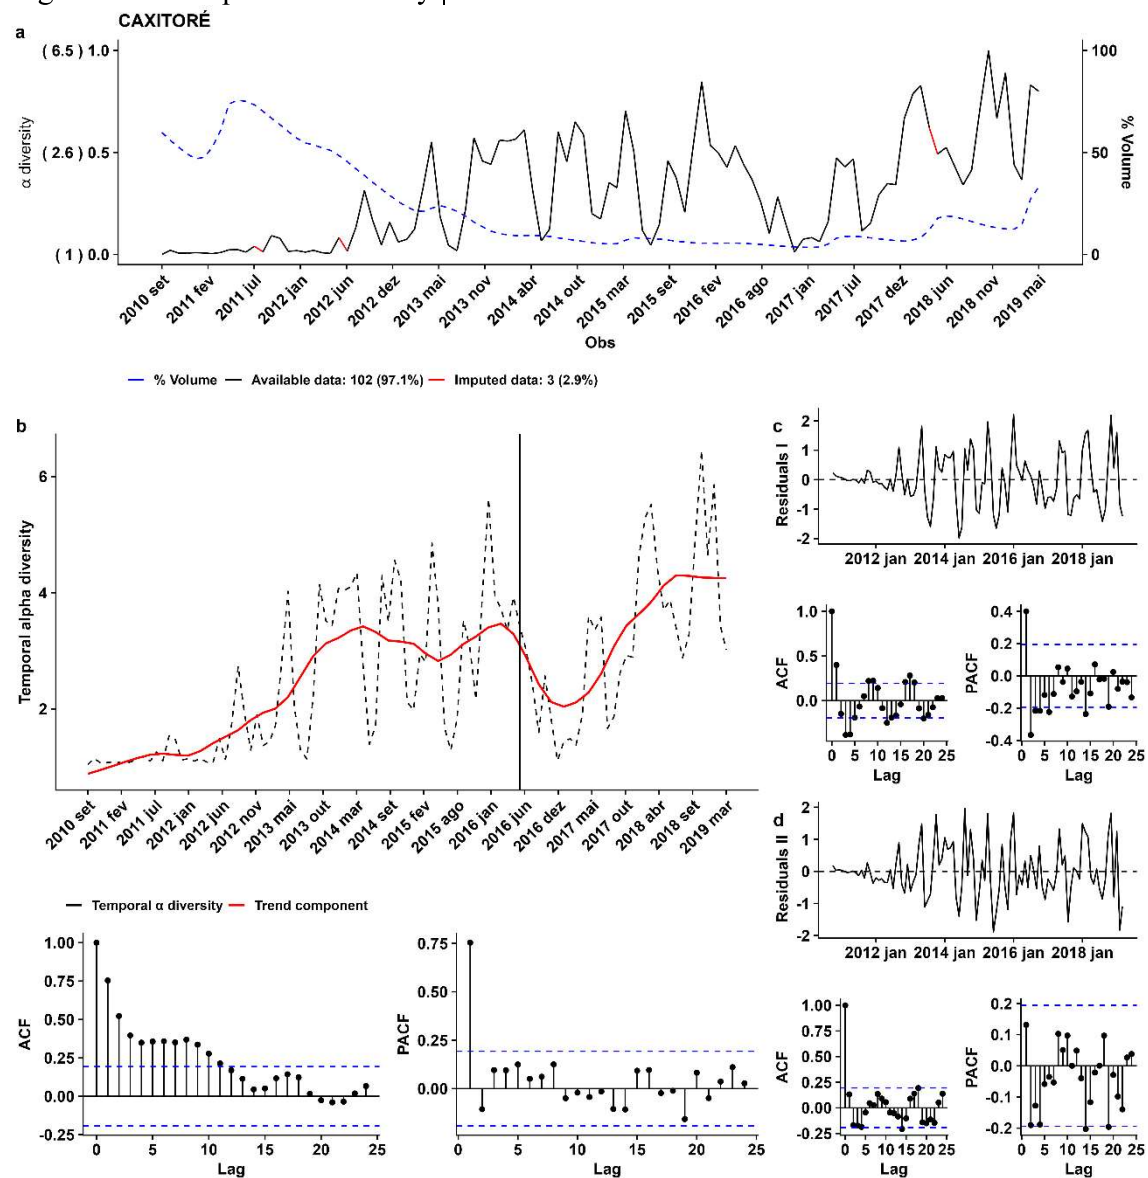 CAXITORÉ
a
( 6.5 ) 1.0
( 2.6 ) 0.5
( 1 ) 0.0
α diversity
100
50
0
% Volume
2010 set 2011 fev 2011 jul 2012 jan 2012 jun 2012 dez 2013 mai 2013 nov 2014 abr 2014 out 2015 mar 2015 set 2016 fev 2016 ago 2017 jan 2017 jul 2017 dez 2018 jun 2018 nov 2019 mai
Obs
% Volume Available data: 102 (97.1%) Imputed data: 3 (2.9%)
b
6
4
2
Temporal alpha diversity
2010 set 2011 fev 2011 jul 2012 jan 2012 jun 2012 nov 2013 mai 2013 out 2014 mar 2014 set 2015 fev 2015 ago 2016 jan 2016 jun 2016 dez 2017 mai 2017 out 2018 abr 2018 set 2019 mar
Temporal α diversity Trend component
1.00
0.75
0.50
0.25
0.00
-0.25
ACF
0 5 10 15 20 25
Lag
0.75
0.50
0.25
0.00
PACF
0 5 10 15 20 25
Lag
c
2
1
0
-1
-2
Residuals I
2012 jan 2014 jan 2016 jan 2018 jan
1.0
0.5
0.0
ACF
0 5 10 15 20 25
Lag
0.4
0.2
0.0
-0.2
-0.4
PACF
0 5 10 15 20 25
Lag
d
2
1
0
-1
-2
Residuals II
2012 jan 2014 jan 2016 jan 2018 jan
1.00
0.75
0.50
0.25
0.00
-0.25
ACF
0 5 10 15 20 25
Lag
0.2
0.1
0.0
-0.1
-0.2
PACF
0 5 10 15 20 25
Lag